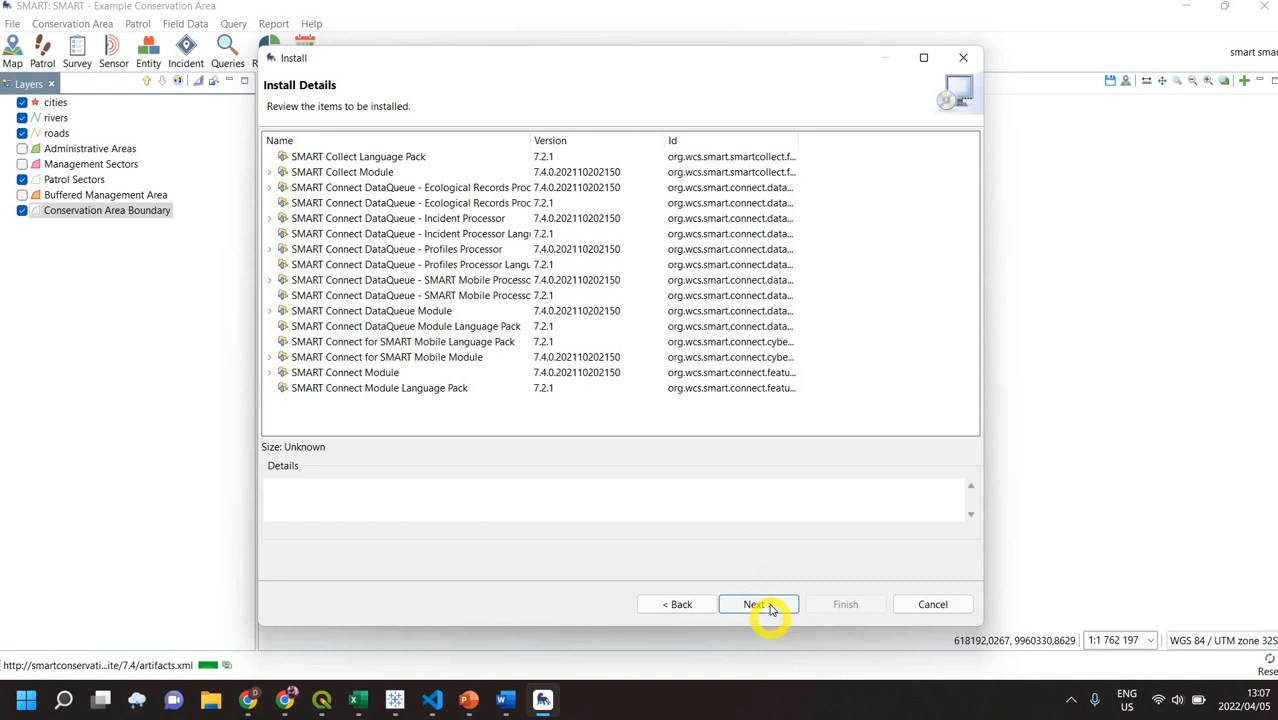 SMART: SMART - Example Conservation Area
File Conservation Area Patrol Field Data Query Report Help
Map Patrol Survey Sensor Entity Incident Queries
smart smar
Layers
cities
rivers
roads
Administrative Areas
Management Sectors
Patrol Sectors
Buffered Management Area
Conservation Area Boundary
Install
Install Details
Review the items to be installed.
Name Version Id
SMART Collect Language Pack 7.2.1 org.wcs.smart.smartcollect.f...
SMART Collect Module 7.4.0.202110202150 org.wcs.smart.smartcollect.f...
SMART Connect DataQueue - Ecological Records Proc 7.4.0.202110202150 org.wcs.smart.connect.data...
SMART Connect DataQueue - Ecological Records Proc 7.2.1 org.wcs.smart.connect.data...
SMART Connect DataQueue - Incident Processor 7.4.0.202110202150 org.wcs.smart.connect.data...
SMART Connect DataQueue - Incident Processor Lang 7.2.1 org.wcs.smart.connect.data...
SMART Connect DataQueue - Profiles Processor 7.4.0.202110202150 org.wcs.smart.connect.data...
SMART Connect DataQueue - Profiles Processor Langu 7.2.1 org.wcs.smart.connect.data...
SMART Connect DataQueue - SMART Mobile Processo 7.4.0.202110202150 org.wcs.smart.connect.data...
SMART Connect DataQueue - SMART Mobile Processo 7.2.1 org.wcs.smart.connect.data...
SMART Connect DataQueue Module 7.4.0.202110202150 org.wcs.smart.connect.data...
SMART Connect DataQueue Module Language Pack 7.2.1 org.wcs.smart.connect.data...
SMART Connect for SMART Mobile Language Pack 7.2.1 org.wcs.smart.connect.cybe...
SMART Connect for SMART Mobile Module 7.4.0.202110202150 org.wcs.smart.connect.cybe...
SMART Connect Module 7.4.0.202110202150 org.wcs.smart.connect.featu...
SMART Connect Module Language Pack 7.2.1 org.wcs.smart.connect.featu...
Size: Unknown
Details
< Back Next Finish Cancel
618192,0267, 9960330,8629 1:1 762 197 WGS 84 / UTM zone 32S
http://smartconservati...ite/7.4/artifacts.xml
Rese
ENG
US
13:07
2022/04/05